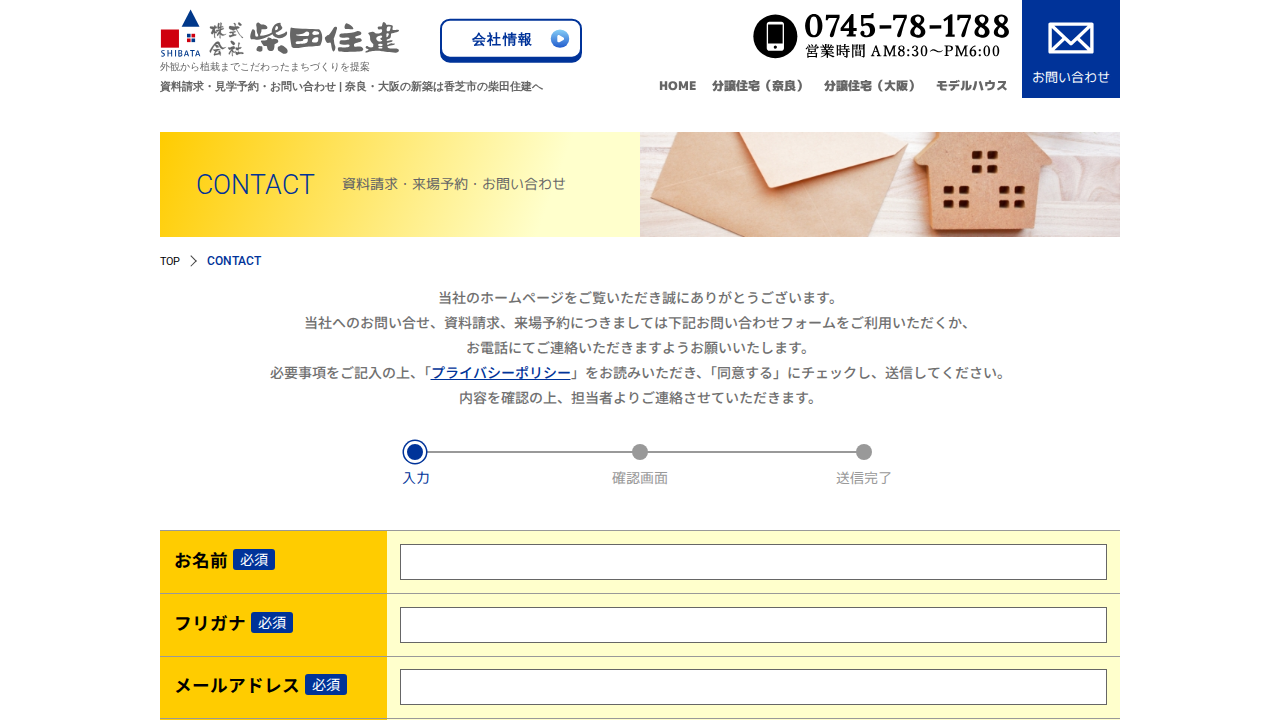 SHIBATA
株式会社 柴田住建
会社情報
0745-78-1788
営業時間 AM8:30～PM6:00
お問い合わせ
外観から植栽までこだわったまちづくりを提案
資料請求・見学予約・お問い合わせ | 奈良・大阪の新築は香芝市の柴田住建へ
HOME 分譲住宅（奈良） 分譲住宅（大阪） モデルハウス
CONTACT 資料請求・来場予約・お問い合わせ
TOP CONTACT
当社のホームページをご覧いただき誠にありがとうございます。
当社へのお問い合せ、資料請求、来場予約につきましては下記お問い合わせフォームをご利用いただくか、
お電話にてご連絡いただきますようお願いいたします。
必要事項をご記入の上、「プライバシーポリシー」をお読みいただき、「同意する」にチェックし、送信してください。
内容を確認の上、担当者よりご連絡させていただきます。
入力 確認画面 送信完了
お名前 必須
フリガナ 必須
メールアドレス 必須